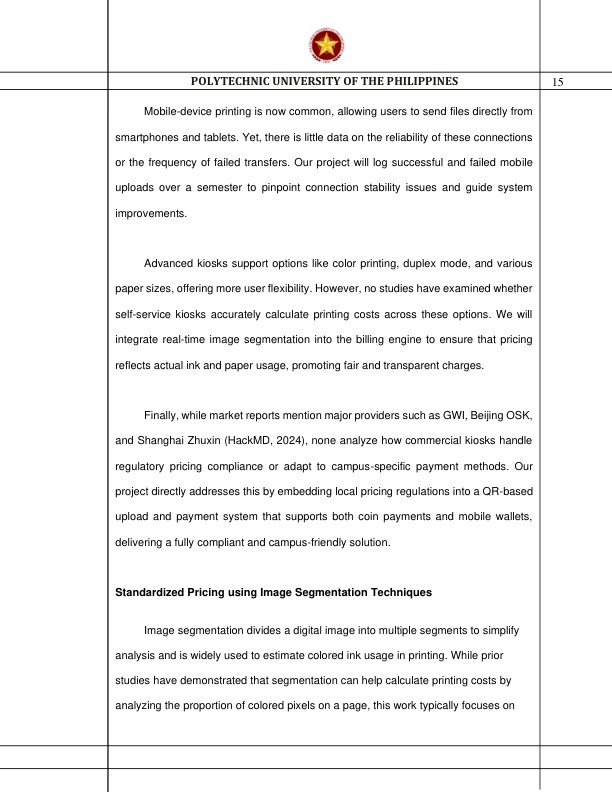 POLYTECHNIC UNIVERSITY OF THE PHILIPPINES
15
Mobile-device printing is now common, allowing users to send files directly from
smartphones and tablets. Yet, there is little data on the reliability of these connections
or the frequency of failed transfers. Our project will log successful and failed mobile
uploads over a semester to pinpoint connection stability issues and guide system
improvements.
Advanced kiosks support options like color printing, duplex mode, and various
paper sizes, offering more user flexibility. However, no studies have examined whether
self-service kiosks accurately calculate printing costs across these options. We will
integrate real-time image segmentation into the billing engine to ensure that pricing
reflects actual ink and paper usage, promoting fair and transparent charges.
Finally, while market reports mention major providers such as GWI, Beijing OSK,
and Shanghai Zhuxin (HackMD, 2024), none analyze how commercial kiosks handle
regulatory pricing compliance or adapt to campus-specific payment methods. Our
project directly addresses this by embedding local pricing regulations into a QR-based
upload and payment system that supports both coin payments and mobile wallets,
delivering a fully compliant and campus-friendly solution.
Standardized Pricing using Image Segmentation Techniques
Image segmentation divides a digital image into multiple segments to simplify
analysis and is widely used to estimate colored ink usage in printing. While prior
studies have demonstrated that segmentation can help calculate printing costs by
analyzing the proportion of colored pixels on a page, this work typically focuses on